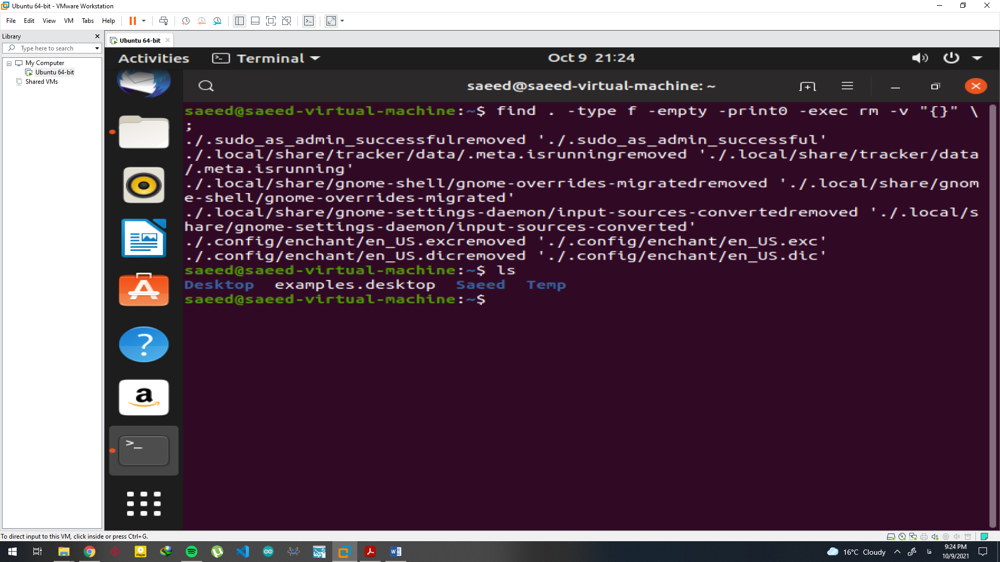 Ubuntu 64-bit - VMware Workstation
File Edit View VM Tabs Help
Library
Type here to search
My Computer
Ubuntu 64-bit
Shared VMs
Ubuntu 64-bit
Activities Terminal Oct 9 21:24
saeed@saeed-virtual-machine: ~
saeed@saeed-virtual-machine:~$ find . -type f -empty -print0 -exec rm -v "{}" \
;
./.sudo_as_admin_successfulremoved './.sudo_as_admin_successful'
./.local/share/tracker/data/.meta.isrunningremoved './.local/share/tracker/data
/.meta.isrunning'
./.local/share/gnome-shell/gnome-overrides-migratedremoved './.local/share/gnom
e-shell/gnome-overrides-migrated'
./.local/share/gnome-settings-daemon/input-sources-convertedremoved './.local/s
hare/gnome-settings-daemon/input-sources-converted'
./.config/enchant/en_US.excremoved './.config/enchant/en_US.exc'
./.config/enchant/en_US.dicremoved './.config/enchant/en_US.dic'
saeed@saeed-virtual-machine:~$ ls
Desktop examples.desktop Saeed Temp
saeed@saeed-virtual-machine:~$
To direct input to this VM, click inside or press Ctrl+G.
Player
16°C Cloudy
فا
9:24 PM
10/9/2021